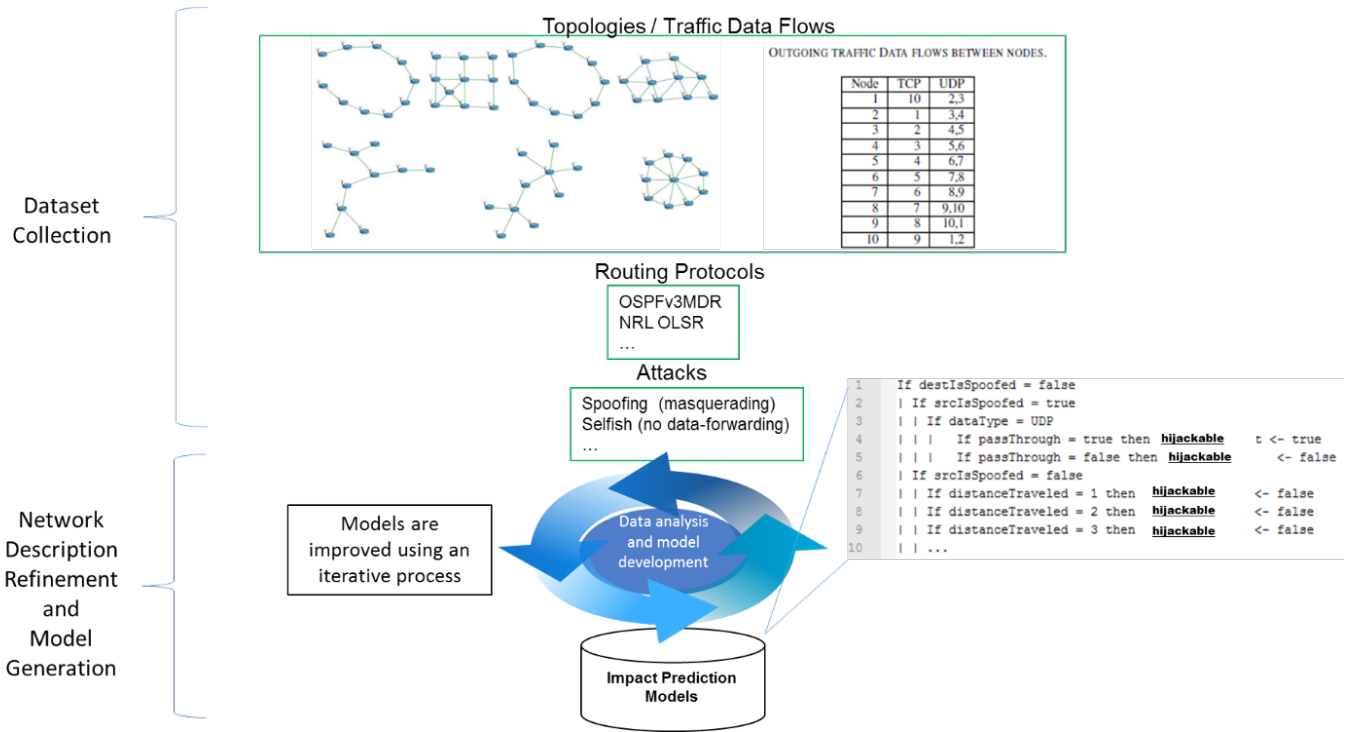 Topologies / Traffic Data Flows
OUTGOING TRAFFIC DATA FLOWS BETWEEN NODES.
Node TCP UDP
1 10 2,3
2 1 3,4
3 2 4,5
4 3 5,6
5 4 6,7
6 5 7,8
7 6 8,9
8 7 9,10
9 8 10,1
10 9 1,2
Dataset
Collection
Routing Protocols
OSPFv3MDR
NRL OLSR
…
Attacks
Spoofing (masquerading)
Selfish (no data-forwarding)
…
1 If destIsSpoofed = false
2 | If srcIsSpoofed = true
3 | | If dataType = UDP
4 | | | If passThrough = true then hijackable t <- true
5 | | | If passThrough = false then hijackable <- false
6 | If srcIsSpoofed = false
7 | | If distanceTraveled = 1 then hijackable <- false
8 | | If distanceTraveled = 2 then hijackable <- false
9 | | If distanceTraveled = 3 then hijackable <- false
10 | | ...
Network
Description
Refinement
and
Model
Generation
Models are
improved using an
iterative process
Data analysis
and model
development
Impact Prediction
Models